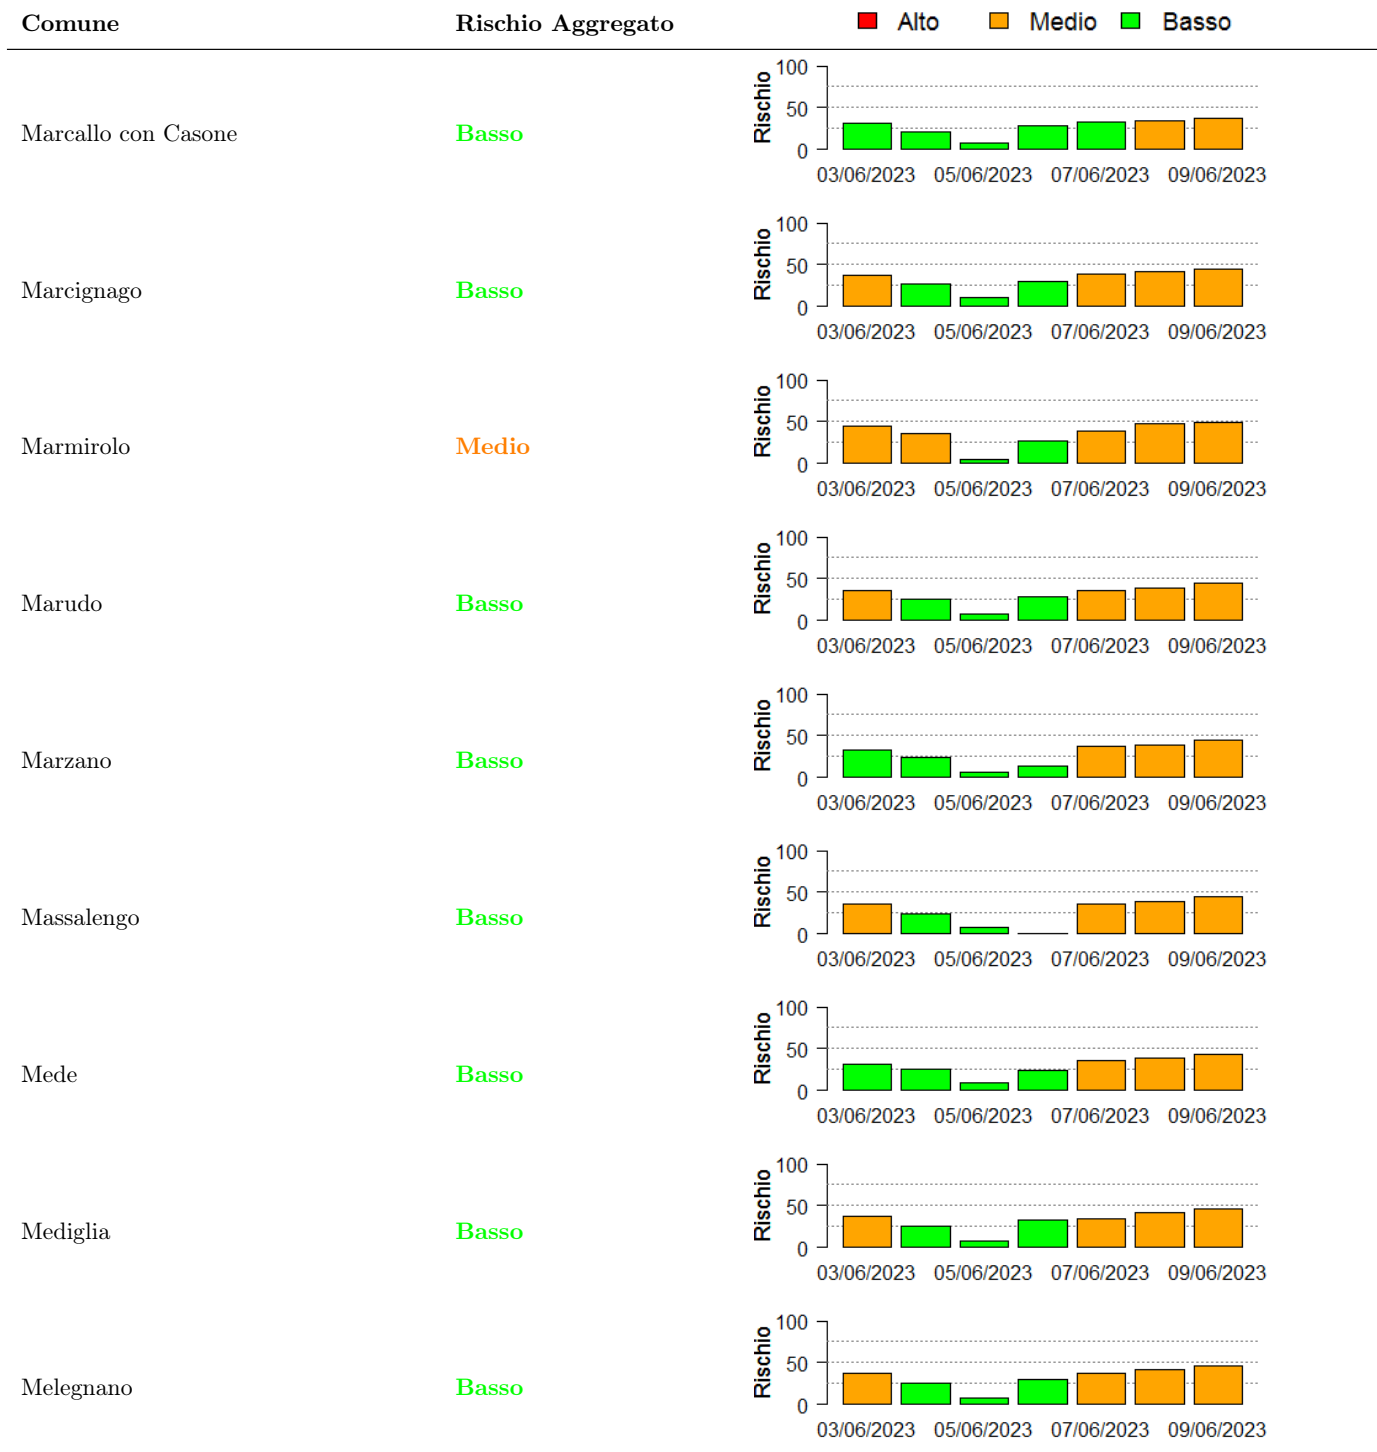 Comune Rischio Aggregato Alto Medio Basso
Marcallo con Casone Basso Rischio 100 50 0
03/06/2023 05/06/2023 07/06/2023 09/06/2023
Marcignago Basso Rischio 100 50 0
03/06/2023 05/06/2023 07/06/2023 09/06/2023
Marmirolo Medio Rischio 100 50 0
03/06/2023 05/06/2023 07/06/2023 09/06/2023
Marudo Basso Rischio 100 50 0
03/06/2023 05/06/2023 07/06/2023 09/06/2023
Marzano Basso Rischio 100 50 0
03/06/2023 05/06/2023 07/06/2023 09/06/2023
Massalengo Basso Rischio 100 50 0
03/06/2023 05/06/2023 07/06/2023 09/06/2023
Mede Basso Rischio 100 50 0
03/06/2023 05/06/2023 07/06/2023 09/06/2023
Mediglia Basso Rischio 100 50 0
03/06/2023 05/06/2023 07/06/2023 09/06/2023
Melegnano Basso Rischio 100 50 0
03/06/2023 05/06/2023 07/06/2023 09/06/2023